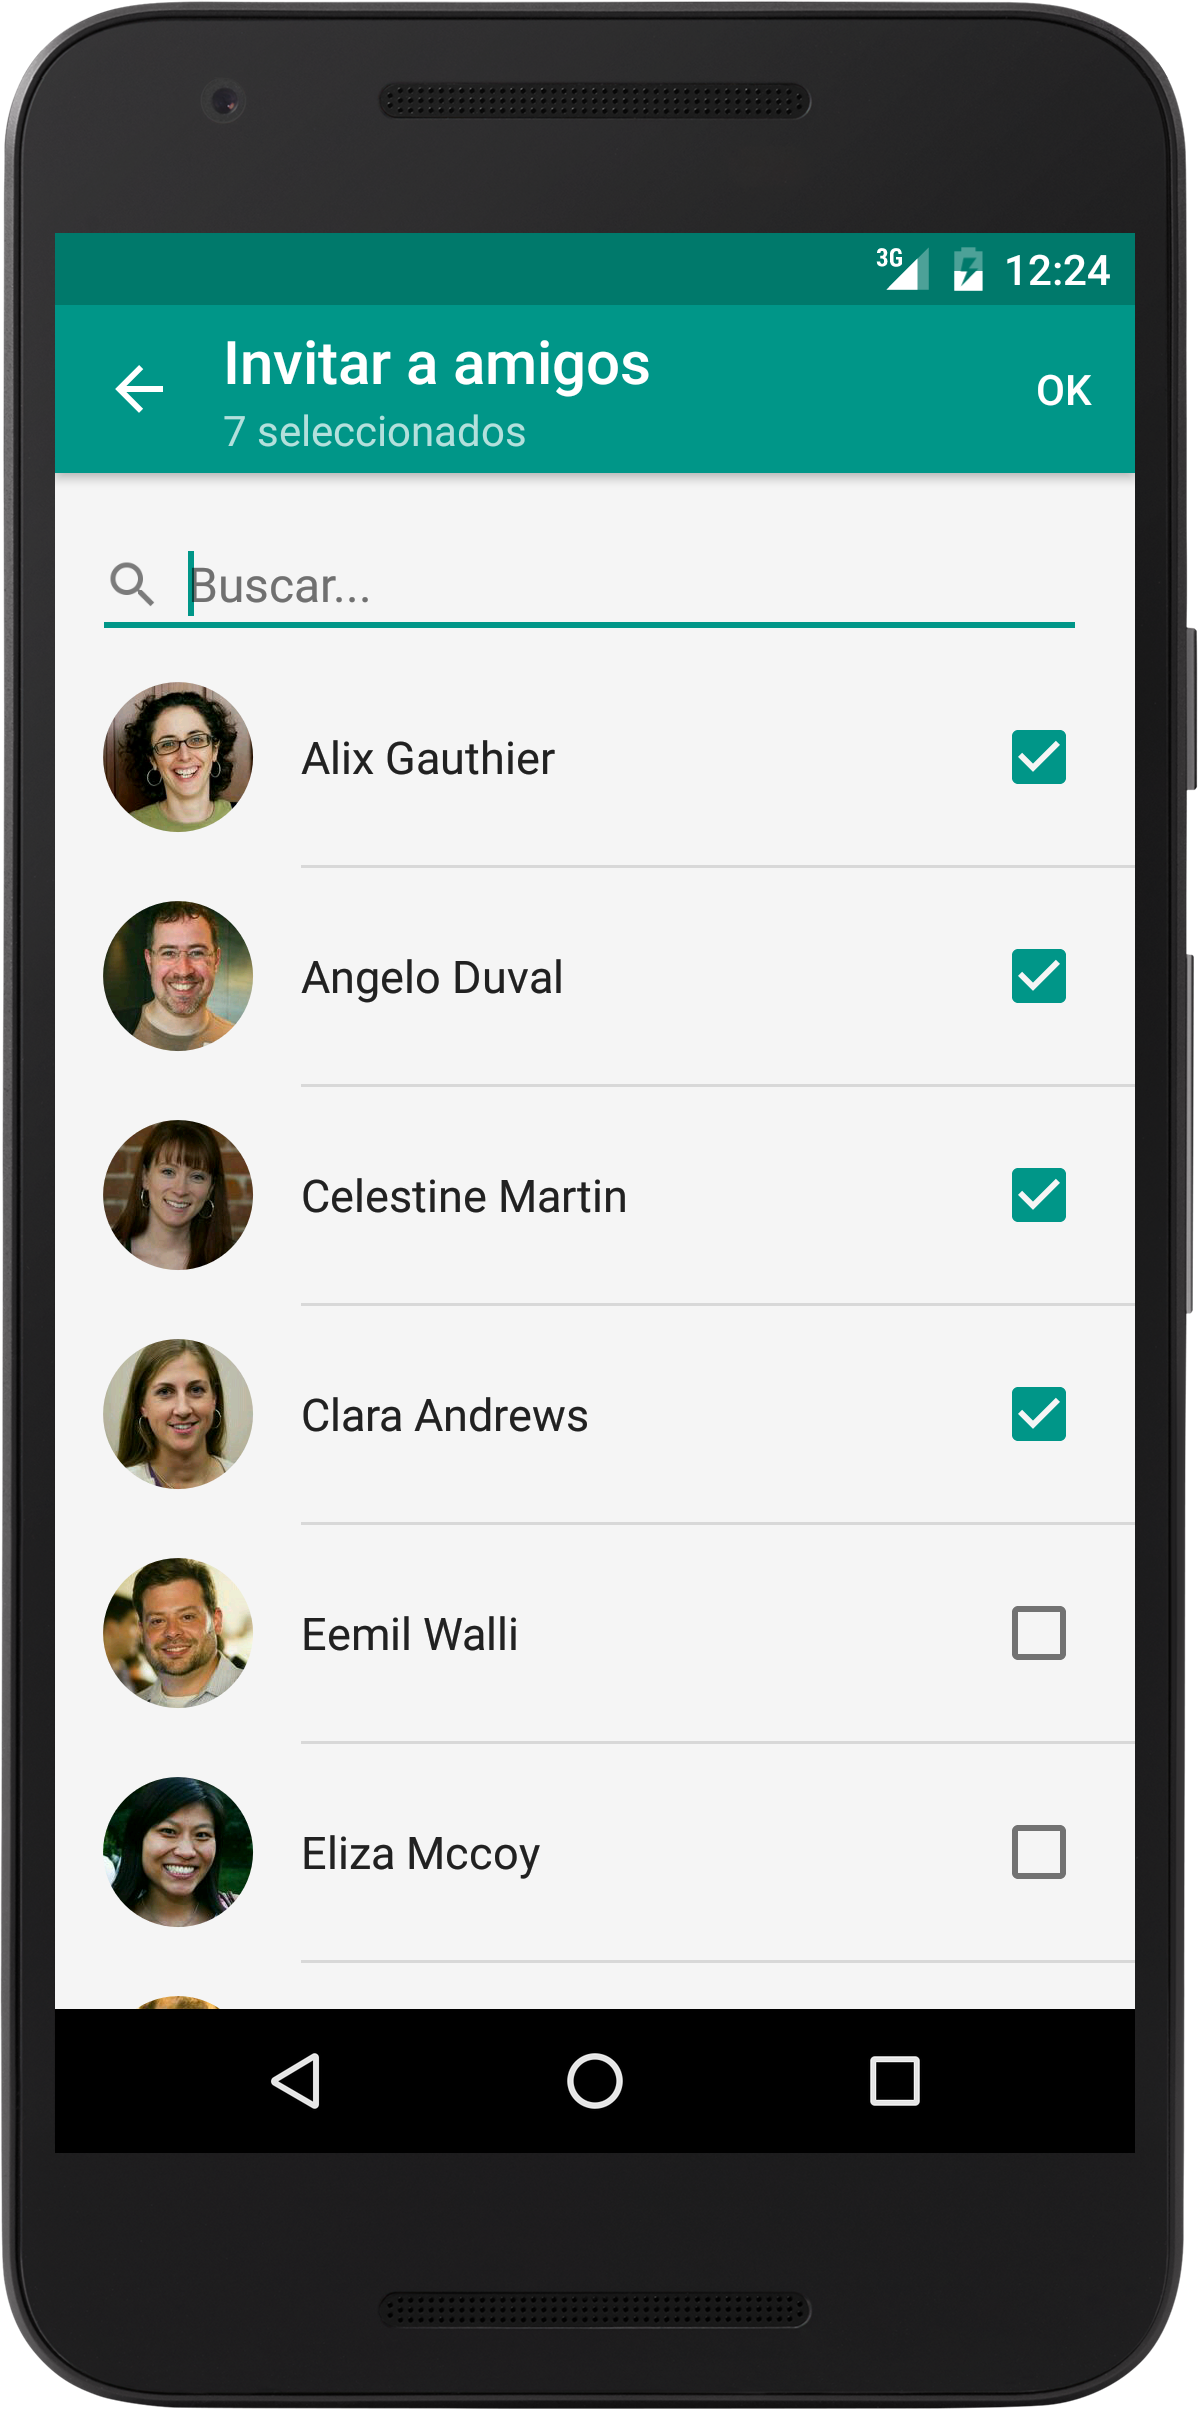 3G 12:24
Invitar a amigos
7 seleccionados
OK
Buscar...
Alix Gauthier
Angelo Duval
Celestine Martin
Clara Andrews
Eemil Walli
Eliza Mccoy